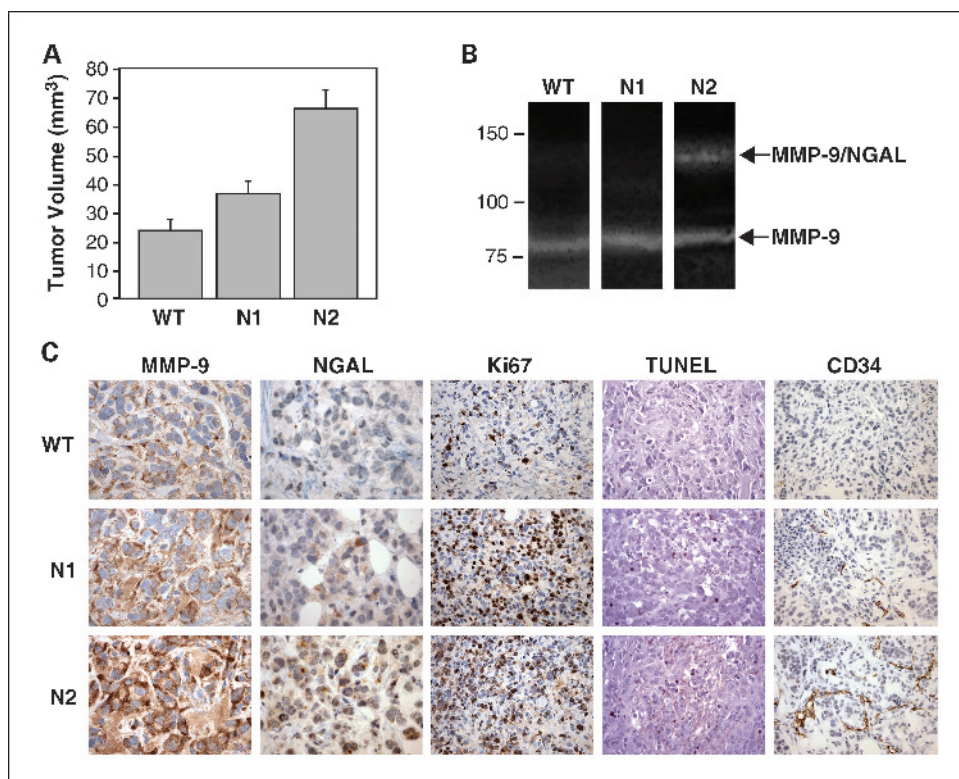 A
Tumor Volume (mm³)
80
70
60
50
40
30
20
10
0
WT N1 N2
B
WT N1 N2
150
100
75
MMP-9/NGAL
MMP-9
C
MMP-9 NGAL Ki67 TUNEL CD34
WT
N1
N2